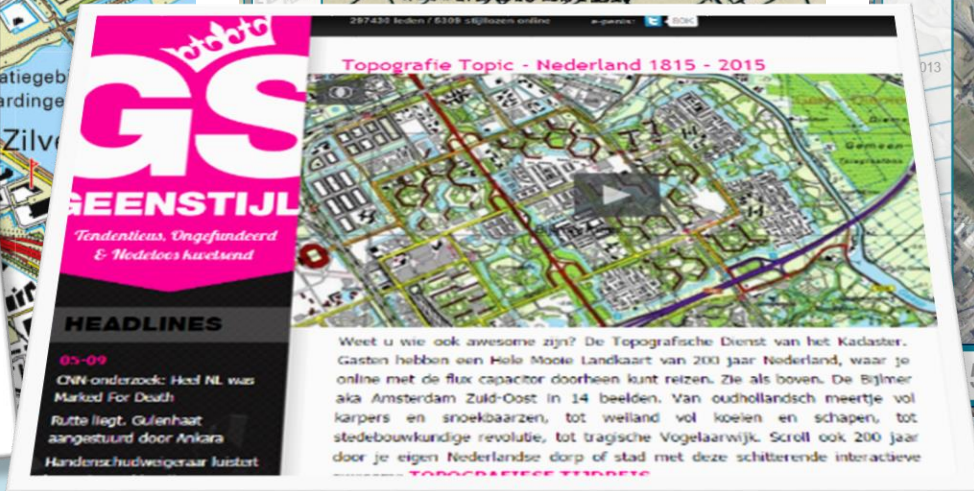 297430 leden / 5309 stijllozen online
BOK
Topografie Topic - Nederland 1815 - 2015
013
atiegeb
ardinge
Zilve
GS
GEENSTIJL
Tendentieus, Ongefundeerd
& Nodeloos kwetsend
HEADLINES
05-09
CNN-onderzoek: Heel NL was
Marked For Death
Rutte liegt. Gulenhaat
aangestuurd door Ankara
Handenschudweigeraar luistert
Weet u wie ook awesome zijn? De Topografische Dienst van het Kadaster.
Gasten hebben een Hele Mooie Landkaart van 200 jaar Nederland, waar je
online met de flux capacitor doorheen kunt reizen. Zie als boven. De Bijlmer
aka Amsterdam Zuid-Oost in 14 beelden. Van oudhollandsch meertje vol
karpers en snoekbaarzen, tot weiland vol koeien en schapen, tot
stedebouwkundige revolutie, tot tragische Vogelaarwijk. Scroll ook 200 jaar
door je eigen Nederlandse dorp of stad met deze schitterende interactieve
TOPOGRAFIESE TIJDREIS